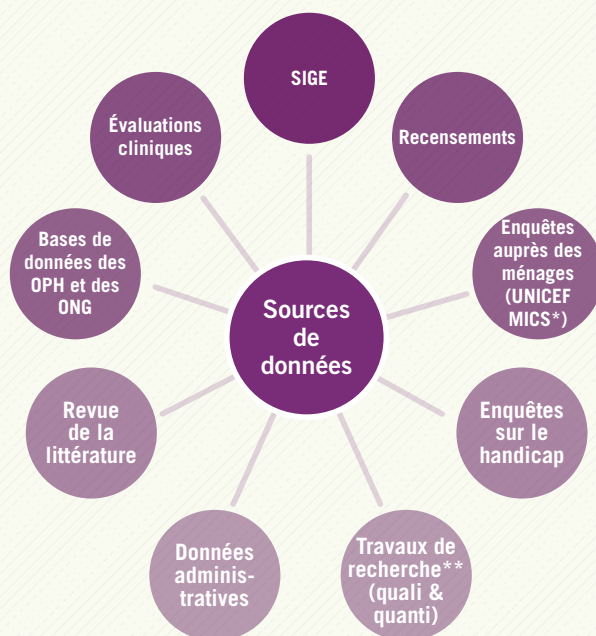 SIGE
Recensements
Enquêtes
auprès des
ménages
(UNICEF
MICS*)
Enquêtes
sur le
handicap
Travaux de
recherche**
(quali &
quanti)
Données
adminis-
tratives
Revue
de la
littérature
Bases de
données des
OPH et des
ONG
Évaluations
cliniques
Sources
de
données